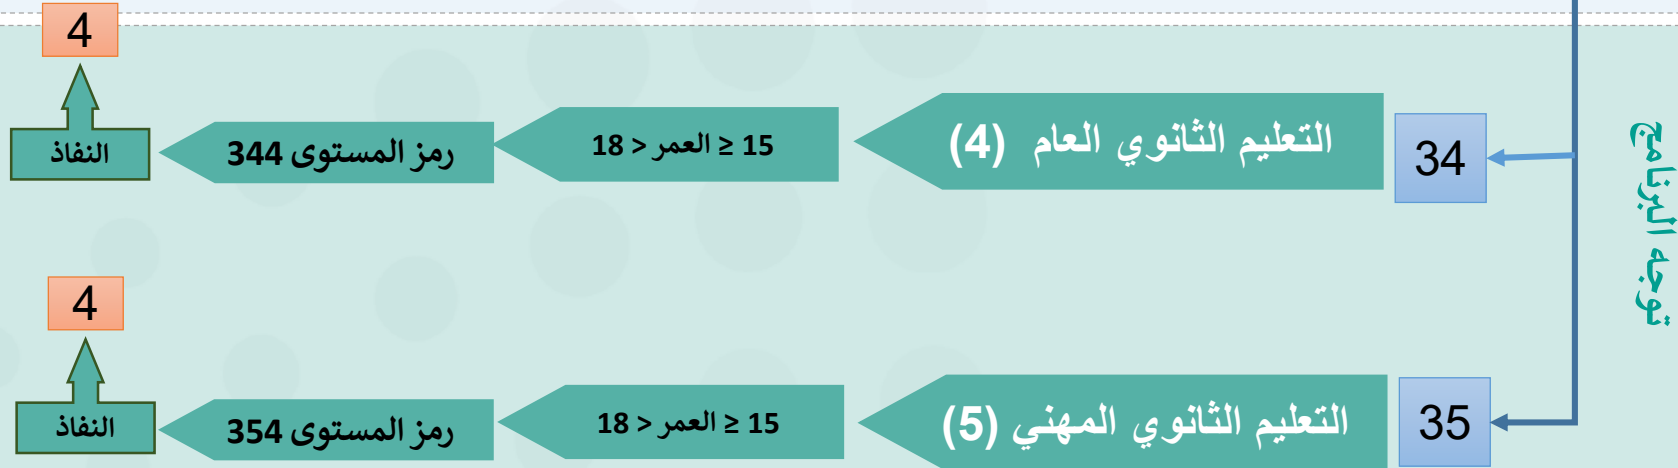 توجه البرنامج
34
التعليم الثانوي العام (4)
15 ≤ العمر < 18
رمز المستوى 344
النفاذ
4
35
التعليم الثانوي المهني (5)
15 ≤ العمر < 18
رمز المستوى 354
النفاذ
4